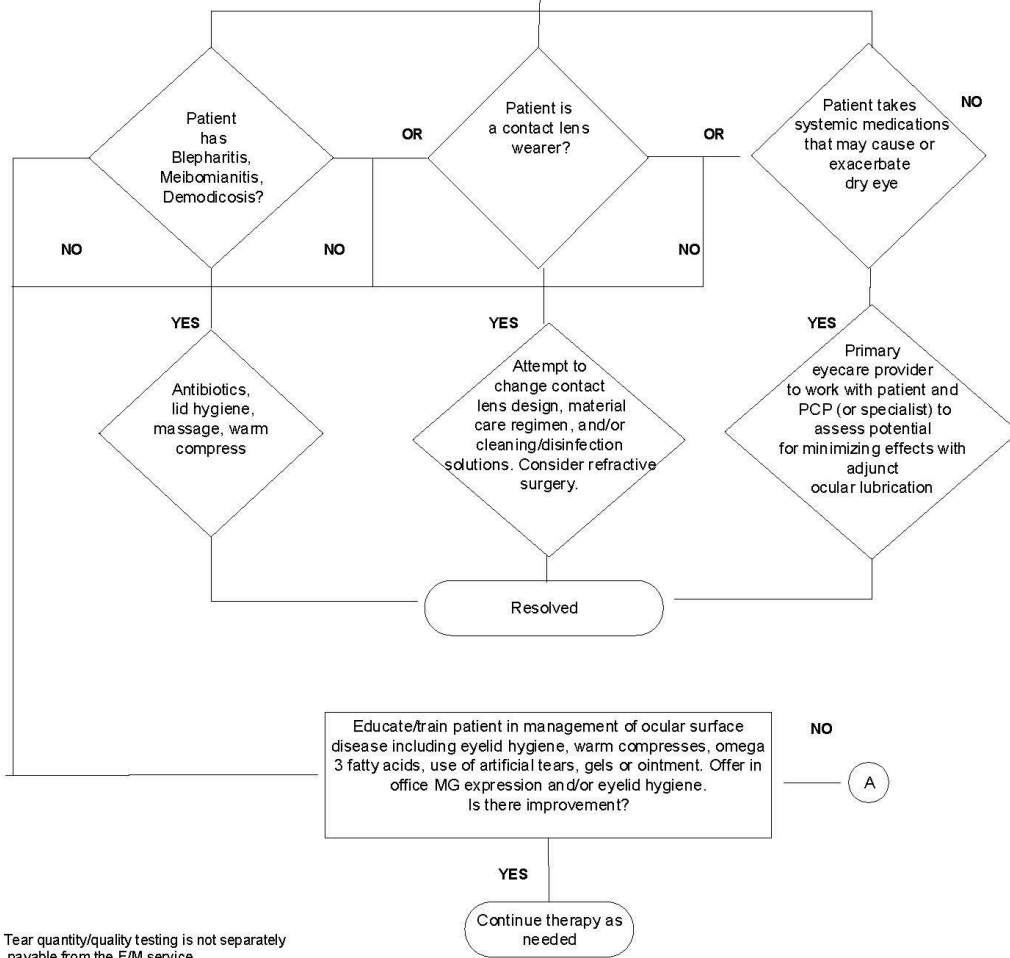 Patient
has
Blepharitis,
Meibomianitis,
Demodicosis?
OR
Patient is
a contact lens
wearer?
OR
Patient takes
systemic medications
that may cause or
exacerbate
dry eye
NO
NO
NO
NO
YES
Antibiotics,
lid hygiene,
massage, warm
compress
YES
Attempt to
change contact
lens design, material
care regimen, and/or
cleaning/disinfection
solutions. Consider refractive
surgery.
YES
Primary
eyecare provider
to work with patient and
PCP (or specialist) to
assess potential
for minimizing effects with
adjunct
ocular lubrication
Resolved
Educate/train patient in management of ocular surface
disease including eyelid hygiene, warm compresses, omega
3 fatty acids, use of artificial tears, gels or ointment. Offer in
office MG expression and/or eyelid hygiene.
Is there improvement?
NO
A
YES
Continue therapy as
needed
Tear quantity/quality testing is not separately
payable from the E/M service